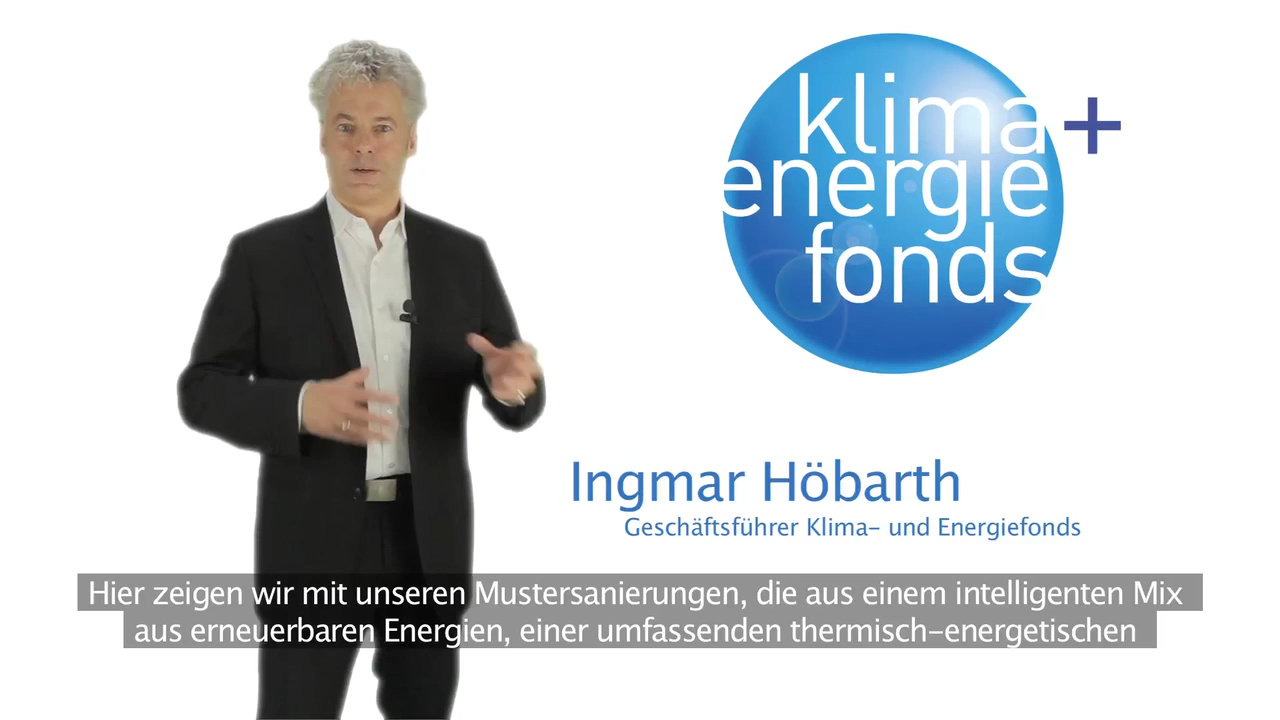 klima+
energie
fonds
Ingmar Höbarth
Geschäftsführer Klima- und Energiefonds
Hier zeigen wir mit unseren Mustersanierungen, die aus einem intelligenten Mix
aus erneuerbaren Energien, einer umfassenden thermisch-energetischen